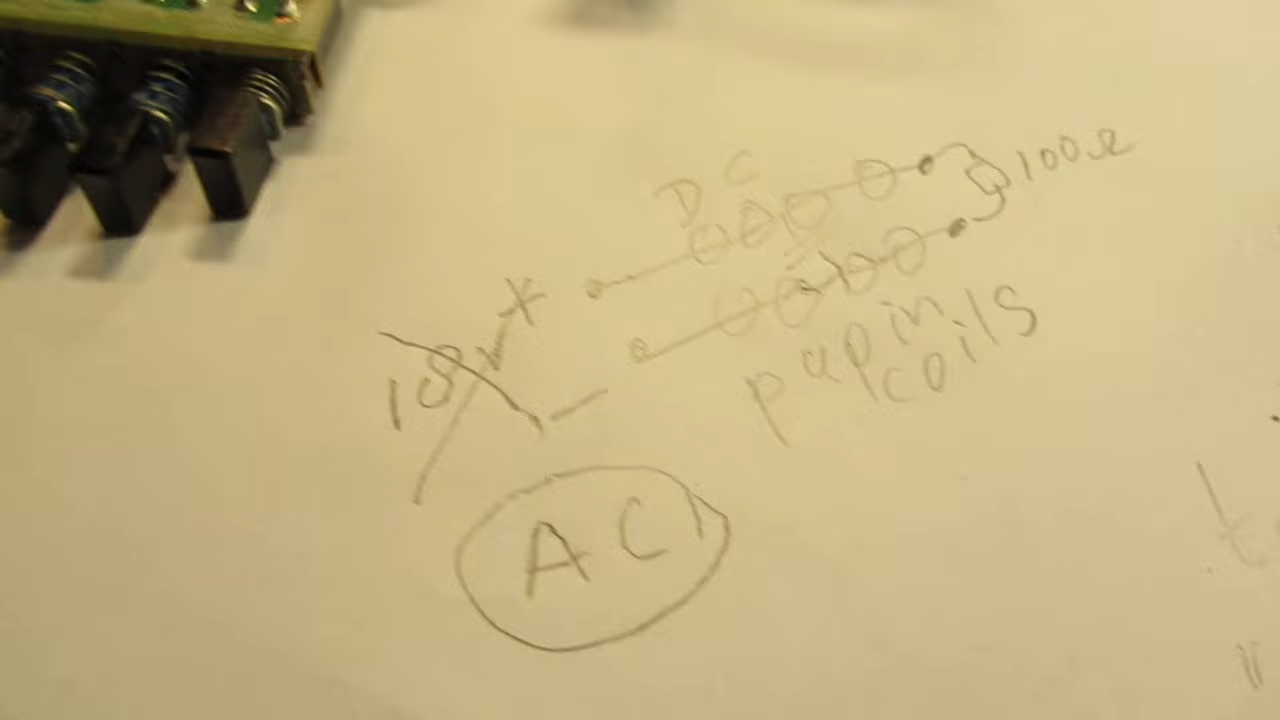 DC
100Ω
+
18V
-
pupin
coils
AC